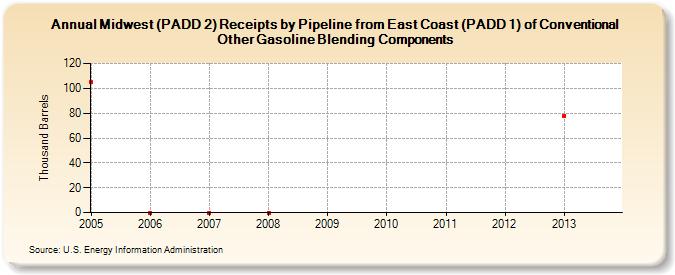 Annual Midwest (PADD 2) Receipts by Pipeline from East Coast (PADD 1) of Conventional
Other Gasoline Blending Components
Thousand Barrels
120
100
80
60
40
20
0
2005 2006 2007 2008 2009 2010 2011 2012 2013
Source: U.S. Energy Information Administration